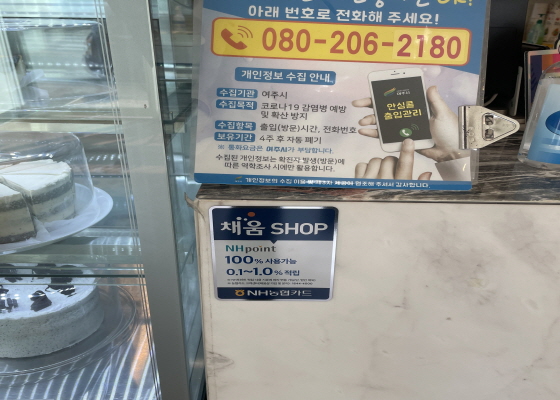 아래 번호로 전화해 주세요!
080-206-2180
개인정보 수집 안내
수집기관 여주시
수집목적 코로나19 감염병 예방
및 확산 방지
수집항목 출입(방문)시간, 전화번호
보유기간 4주 후 자동 폐기
※ 통화요금은 여주시가 부담합니다.
수집된 개인정보는 확진자 발생(방문)에
따른 역학조사 시에만 활용합니다.
안심콜
출입관리
채움 SHOP
NHpoint
100% 사용가능
0.1~1.0% 적립
NH농협카드